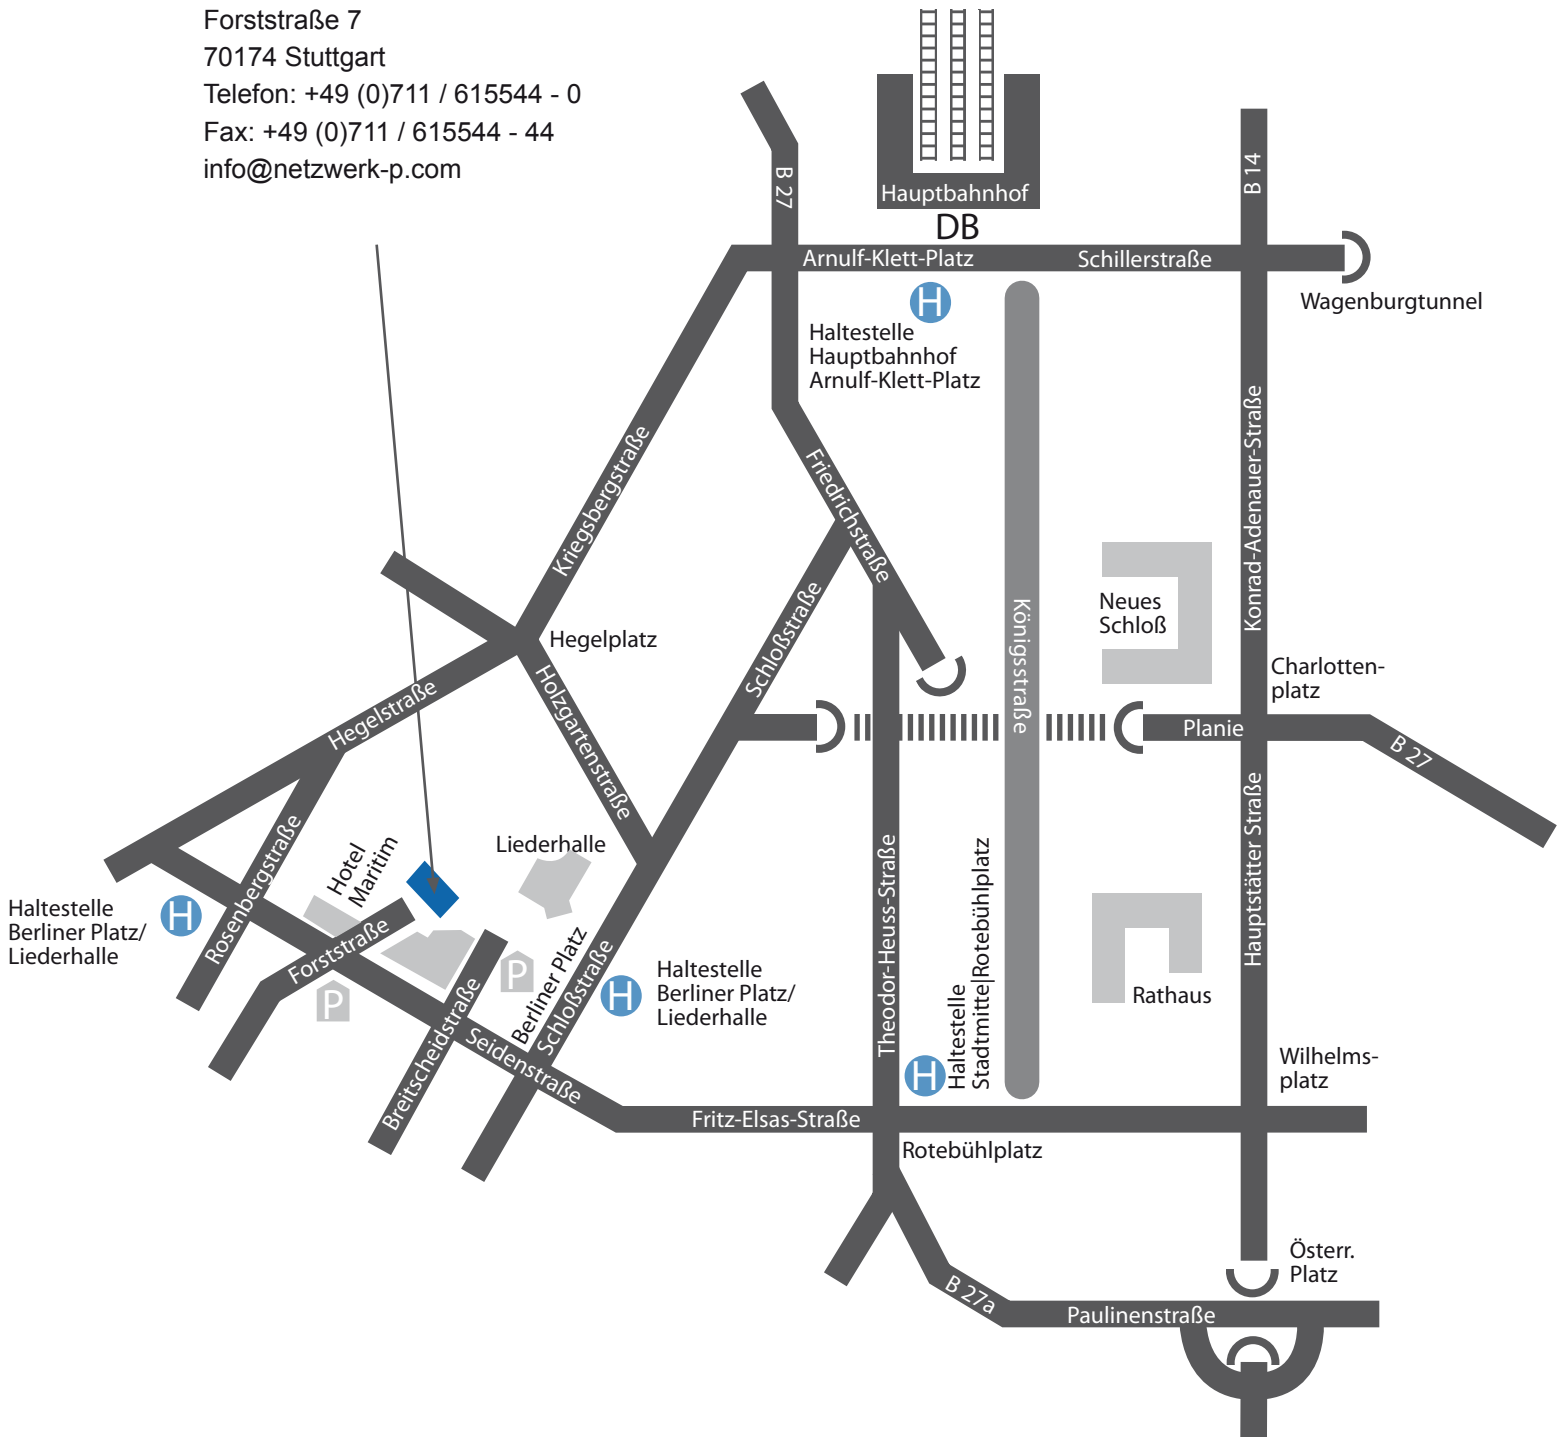 Forststraße 7
70174 Stuttgart
Telefon: +49 (0)711 / 615544 - 0
Fax: +49 (0)711 / 615544 - 44
info@netzwerk-p.com
B 27
Hauptbahnhof
DB
B 14
Arnulf-Klett-Platz
Schillerstraße
Wagenburgtunnel
H
Haltestelle
Hauptbahnhof
Arnulf-Klett-Platz
Kriegsbergstraße
Friedrichstraße
Konrad-Adenauer-Straße
Königsstraße
Neues
Schloß
Hegelplatz
Schloßstraße
Holzgartenstraße
Hegelstraße
Charlotten-
platz
Planie
B 27
Rosenbergstraße
Hotel
Maritim
Liederhalle
Theodor-Heuss-Straße
Hauptstätter Straße
Haltestelle
Berliner Platz/
Liederhalle
H
Forststraße
P
P
Berliner Platz
Schloßstraße
H
Haltestelle
Berliner Platz/
Liederhalle
Haltestelle
Stadtmitte|Rotebühlplatz
H
Rathaus
Breitscheidstraße
Seidenstraße
Wilhelms-
platz
Fritz-Elsas-Straße
Rotebühlplatz
Österr.
Platz
B 27a
Paulinenstraße